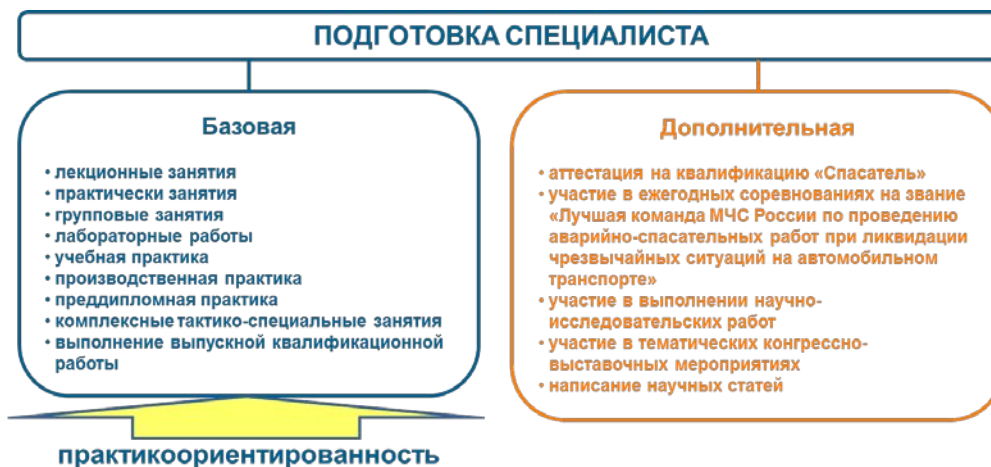 ПОДГОТОВКА СПЕЦИАЛИСТА
Базовая
• лекционные занятия
• практически занятия
• групповые занятия
• лабораторные работы
• учебная практика
• производственная практика
• преддипломная практика
• комплексные тактико-специальные занятия
• выполнение выпускной квалификационной
работы
практикоориентированность
Дополнительная
• аттестация на квалификацию «Спасатель»
• участие в ежегодных соревнованиях на звание
«Лучшая команда МЧС России по проведению
аварийно-спасательных работ при ликвидации
чрезвычайных ситуаций на автомобильном
транспорте»
• участие в выполнении научно-
исследовательских работ
• участие в тематических конгрессно-
выставочных мероприятиях
• написание научных статей